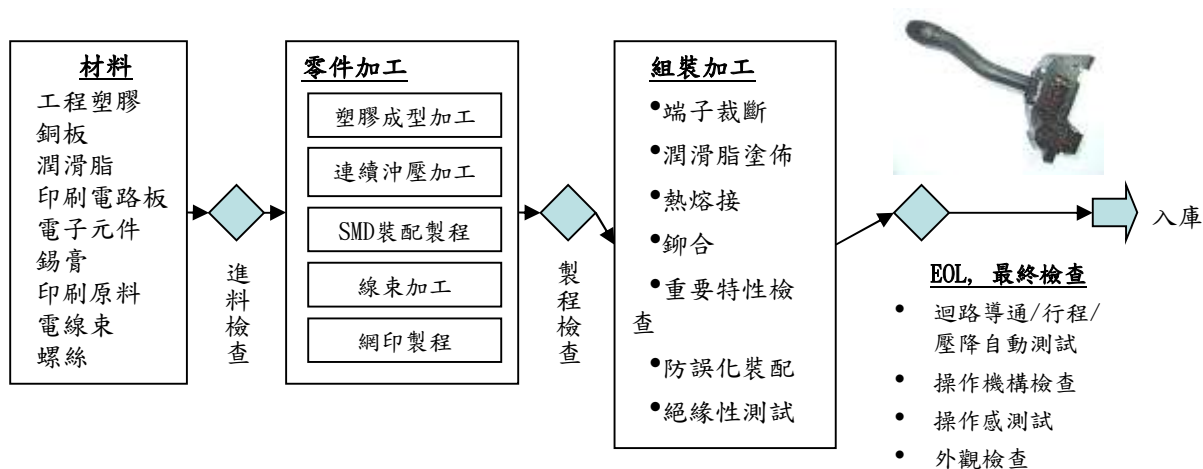 材料
工程塑膠
銅板
潤滑脂
印刷電路板
電子元件
錫膏
印刷原料
電線束
螺絲
進料檢查
零件加工
塑膠成型加工
連續沖壓加工
SMD裝配製程
線束加工
網印製程
製程檢查
組裝加工
•端子裁斷
•潤滑脂塗佈
•熱熔接
•鉚合
•重要特性檢
查
•防誤化裝配
•絕緣性測試
入庫
EOL, 最終檢查
• 迴路導通/行程/
壓降自動測試
• 操作機構檢查
• 操作感測試
• 外觀檢查